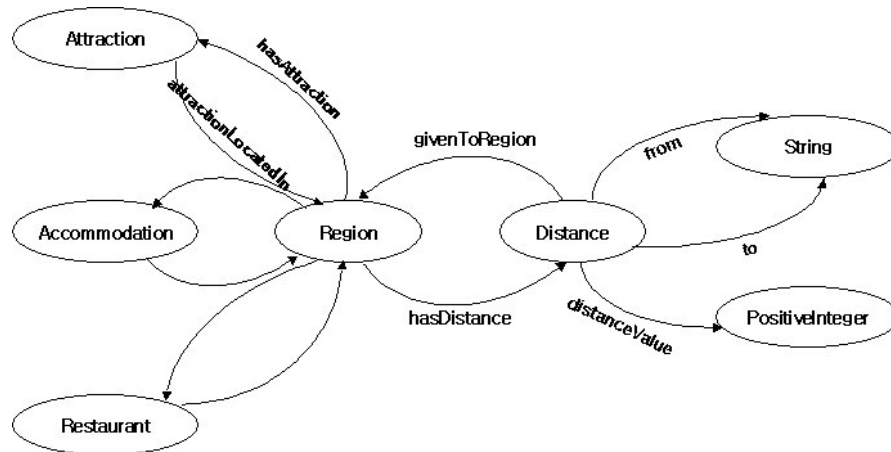 Attraction
hasAttraction
attractionLocatedIn
givenToRegion
from
String
Accommodation
Region
Distance
to
hasDistance
distanceValue
PositiveInteger
Restaurant